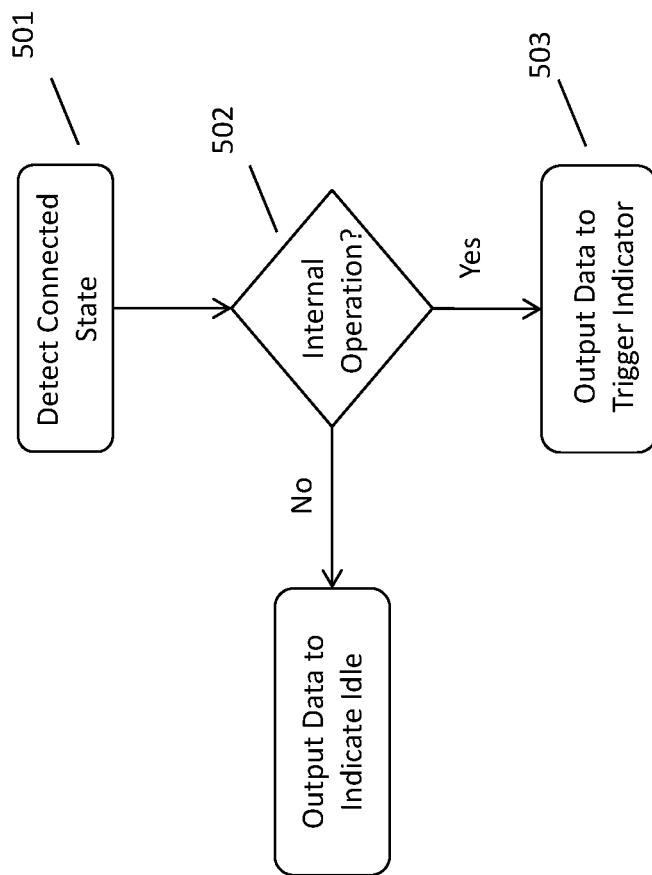 501
Detect Connected
State
502
Internal
Operation?
No
Yes
Output Data to
Indicate Idle
503
Output Data to
Trigger Indicator